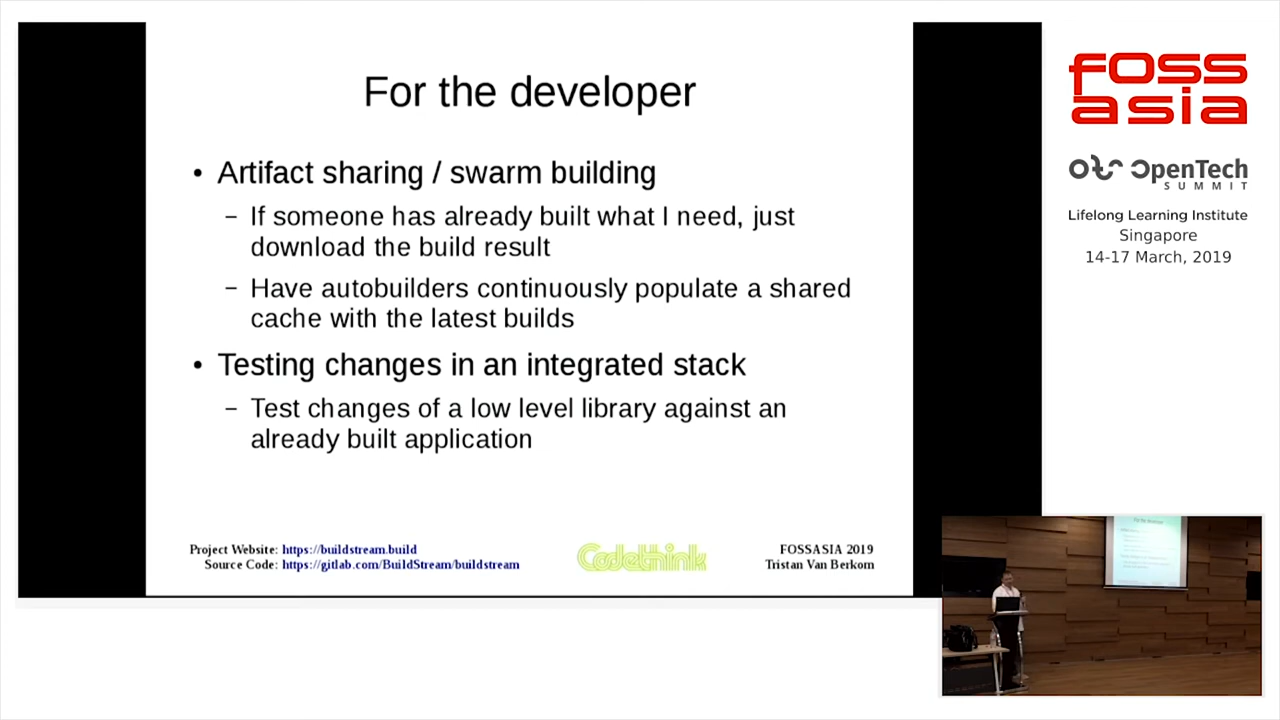 For the developer
• Artifact sharing / swarm building
– If someone has already built what I need, just
download the build result
– Have autobuilders continuously populate a shared
cache with the latest builds
• Testing changes in an integrated stack
– Test changes of a low level library against an
already built application
Project Website: https://buildstream.build
Source Code: https://gitlab.com/BuildStream/buildstream
Codethink
FOSSASIA 2019
Tristan Van Berkom
FOSS
asia
OpenTech
SUMMIT
Lifelong Learning Institute
Singapore
14-17 March, 2019